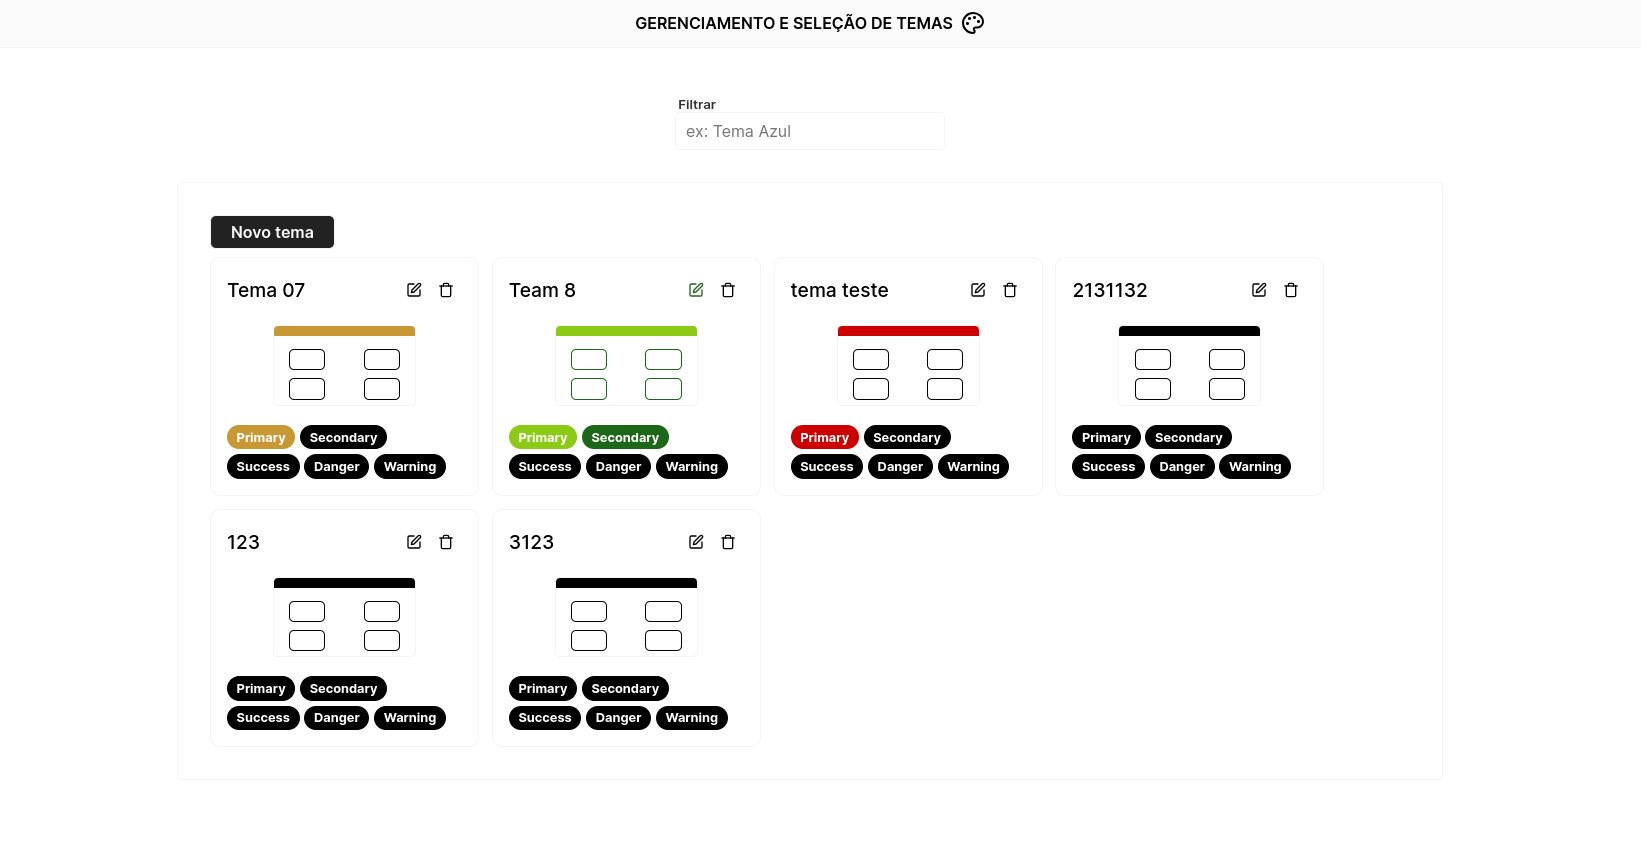 GERENCIAMENTO E SELEÇÃO DE TEMAS
Filtrar
ex: Tema Azul
Novo tema
Tema 07
Primary Secondary
Success Danger Warning
Team 8
Primary Secondary
Success Danger Warning
tema teste
Primary Secondary
Success Danger Warning
2131132
Primary Secondary
Success Danger Warning
123
Primary Secondary
Success Danger Warning
3123
Primary Secondary
Success Danger Warning